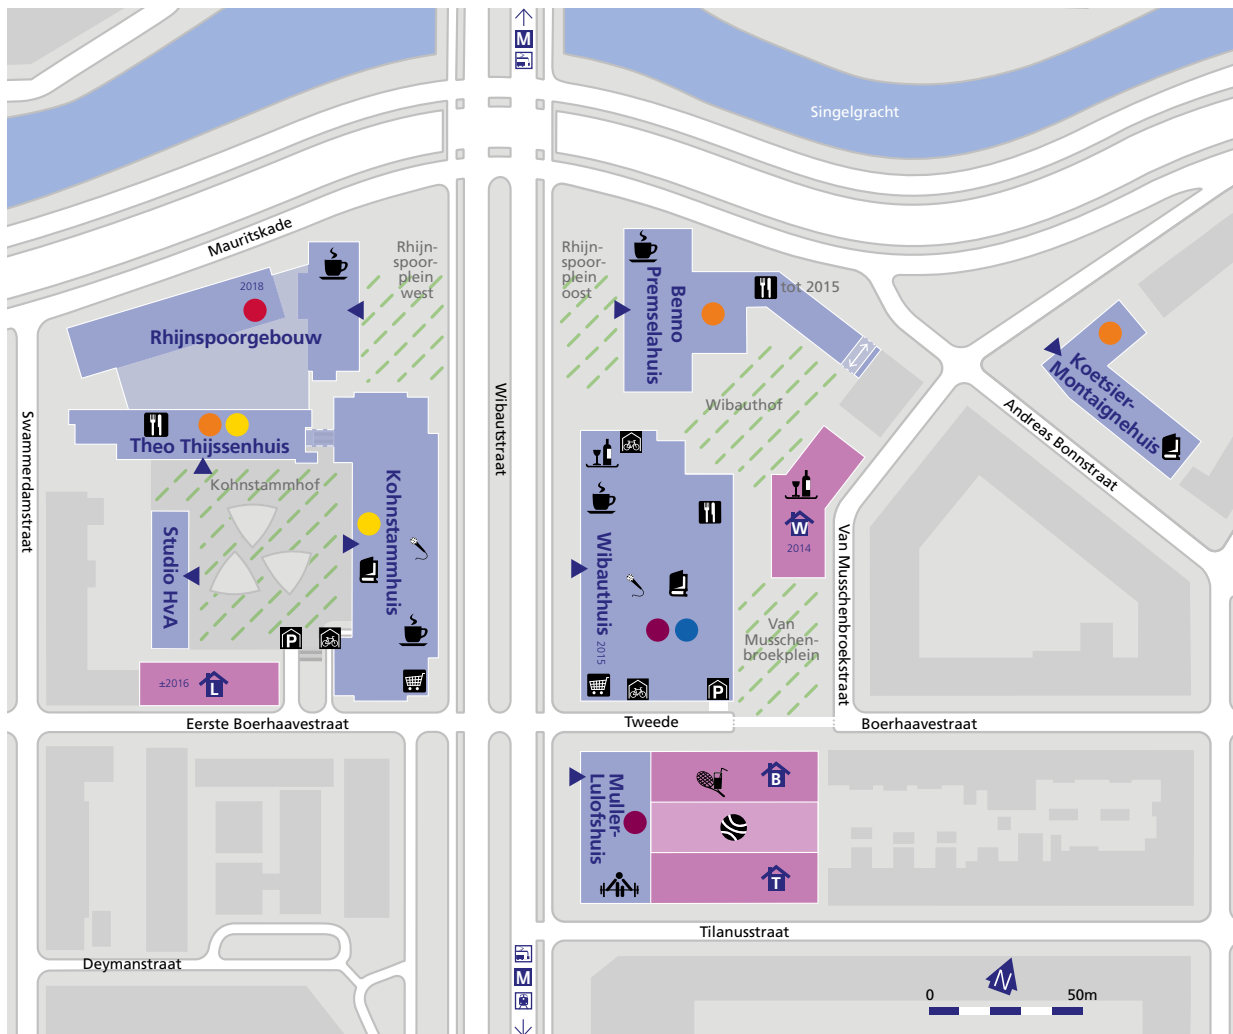 M
Singelgracht
Mauritskade
Rhijn-
spoor-
plein
west
Rhijn-
spoor-
plein
oost
2018
Rhijnspoorgebouw
Benno
Premselahuis
tot 2015
Koetsier-
Montaignehuis
Andreas Bonnstraat
Swammerdamstraat
Theo Thijssenhuis
Kohnstammhof
Wibautstraat
Wibauthof
Studio HvA
Kohnstammhuis
Wibauthuis 2015
W
2014
Van Musschenbroekstraat
Van
Musschen-
broekplein
P
P
±2016
L
Eerste Boerhaavestraat
Tweede
Boerhaavestraat
Muller-
Lulofshuis
B
T
Tilanusstraat
Deymanstraat
M
N
0
50m